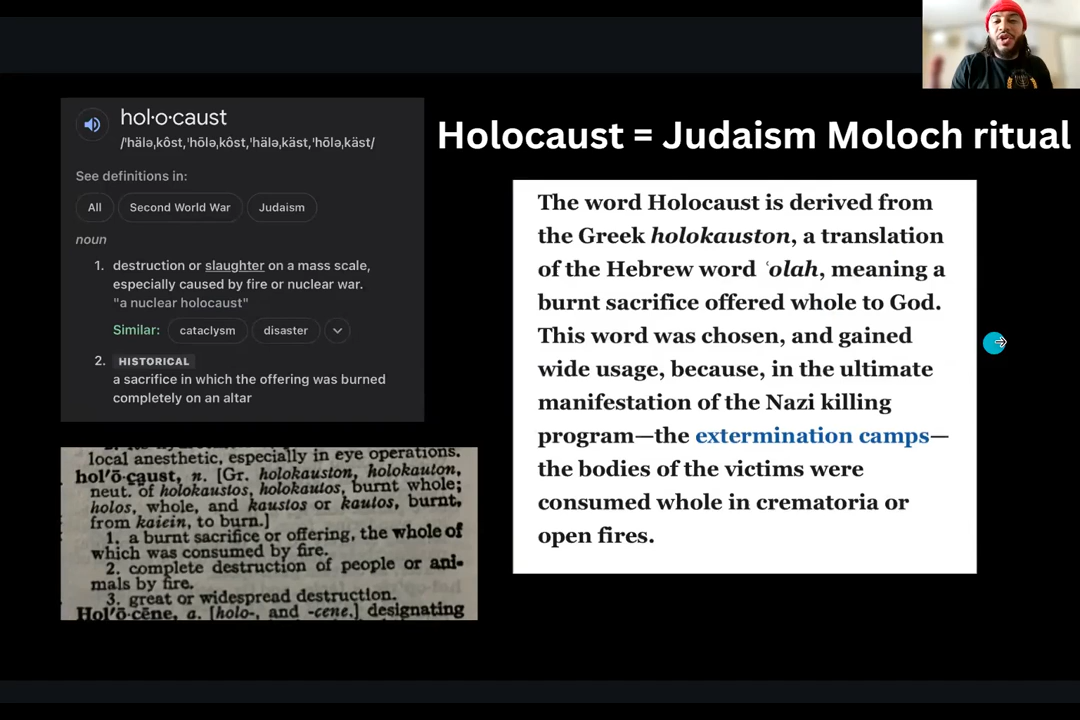 hol·o·caust
/ˈhäləˌkôst,ˈhōləˌkôst,ˈhäləˌkäst,ˈhōləˌkäst/
See definitions in:
All
Second World War
Judaism
noun
1. destruction or slaughter on a mass scale,
especially caused by fire or nuclear war.
"a nuclear holocaust"
Similar:
cataclysm
disaster
2. HISTORICAL
a sacrifice in which the offering was burned
completely on an altar
local anesthetic, especially in eye operations.
hol'ō·caust, n. [Gr. holokauston, holokauton,
neut. of holokaustos, holokautos, burnt whole;
holos, whole, and kaustos or kautos, burnt,
from kaiein, to burn.]
1. a burnt sacrifice or offering, the whole of
which was consumed by fire.
2. complete destruction of people or ani-
mals by fire.
3. great or widespread destruction.
Hol'ō·cēne, a. [holo-, and -cene.] designating
Holocaust = Judaism Moloch ritual
The word Holocaust is derived from
the Greek holokauston, a translation
of the Hebrew word ʿolah, meaning a
burnt sacrifice offered whole to God.
This word was chosen, and gained
wide usage, because, in the ultimate
manifestation of the Nazi killing
program—the extermination camps—
the bodies of the victims were
consumed whole in crematoria or
open fires.